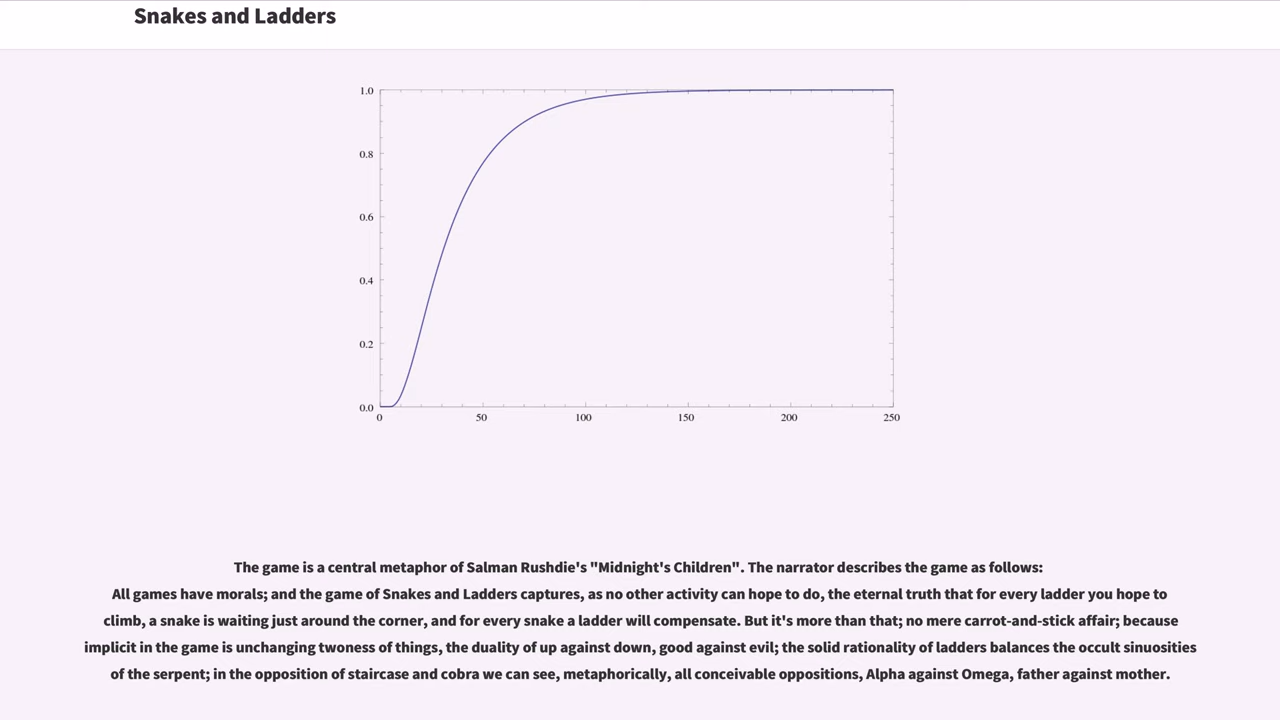 Snakes and Ladders
1.0
0.8
0.6
0.4
0.2
0.0
0 50 100 150 200 250
The game is a central metaphor of Salman Rushdie's "Midnight's Children". The narrator describes the game as follows:
All games have morals; and the game of Snakes and Ladders captures, as no other activity can hope to do, the eternal truth that for every ladder you hope to
climb, a snake is waiting just around the corner, and for every snake a ladder will compensate. But it's more than that; no mere carrot-and-stick affair; because
implicit in the game is unchanging twoness of things, the duality of up against down, good against evil; the solid rationality of ladders balances the occult sinuosities
of the serpent; in the opposition of staircase and cobra we can see, metaphorically, all conceivable oppositions, Alpha against Omega, father against mother.